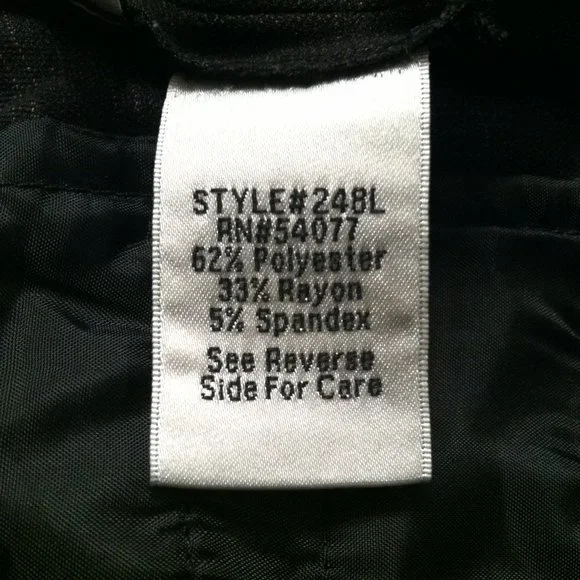 STYLE#248L
RN#54077
62% Polyester
33% Rayon
5% Spandex
See Reverse
Side For Care